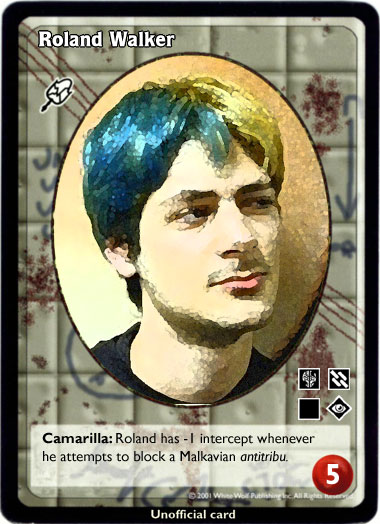 Roland Walker
Camarilla: Roland has -1 intercept whenever
he attempts to block a Malkavian antitribu.
5
© 2001 White Wolf Publishing Inc. All Rights Reserved.
Unofficial card